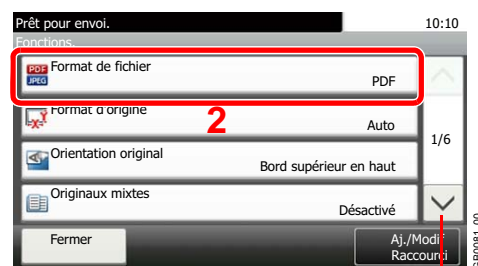 Prêt pour envoi.
10:10
Fonctions.
PDF
JPEG
Format de fichier
PDF
Format d'origine
Auto
2
1/6
Orientation original
Bord supérieur en haut
Originaux mixtes
Désactivé
Fermer
Aj./Modif
Raccourci